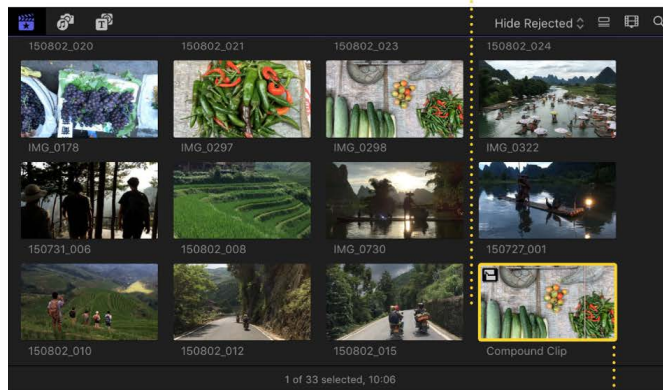 Hide Rejected
150802_020 150802_021 150802_023 150802_024
IMG_0178 IMG_0297 IMG_0298 IMG_0322
150731_006 150802_008 IMG_0730 150727_001
150802_010 150802_012 150802_015 Compound Clip
1 of 33 selected, 10:06